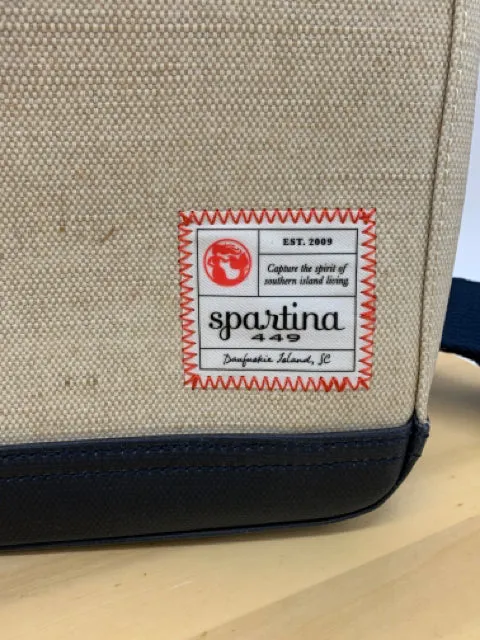 EST. 2009
Capture the spirit of
southern island living.
spartina
449
Daufuskie Island, SC